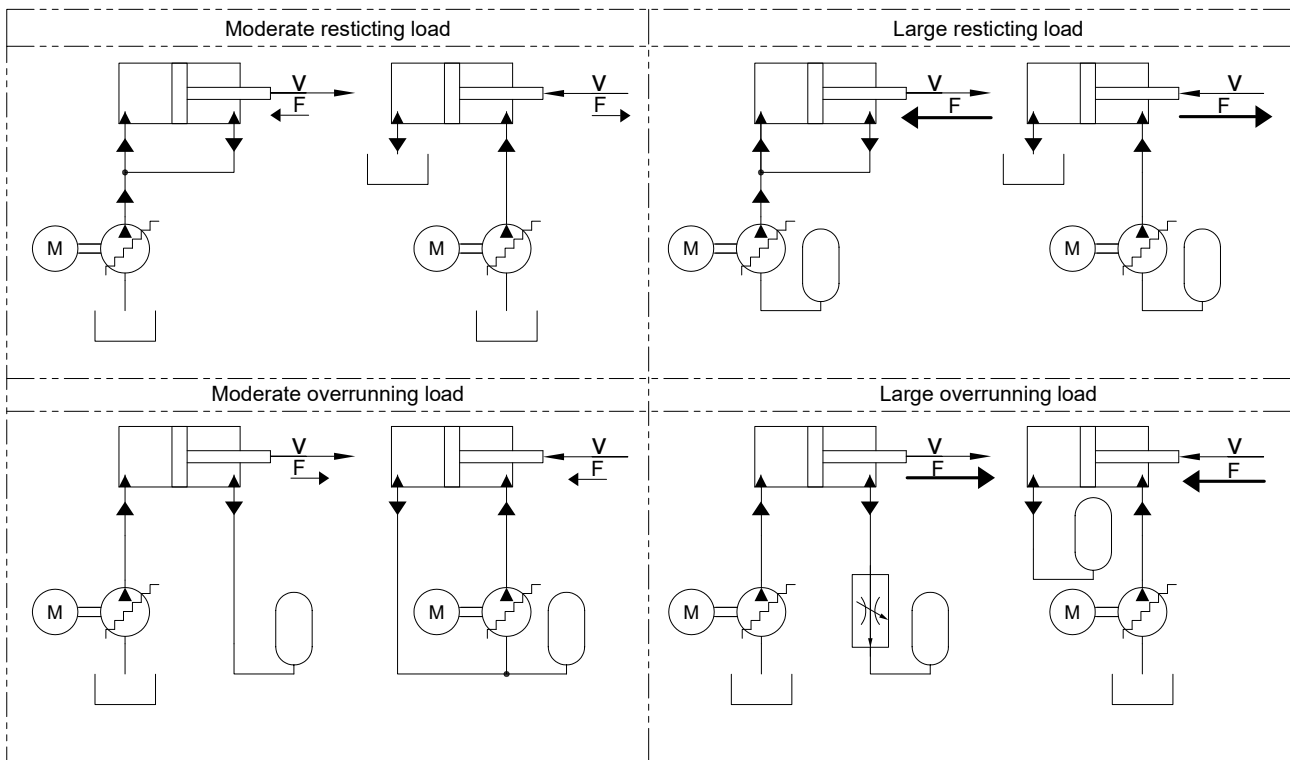 Moderate resticting load
Large resticting load
V
F
V
F
V
F
V
F
M
M
M
M
Moderate overrunning load
Large overrunning load
V
F
V
F
V
F
V
F
M
M
M
M